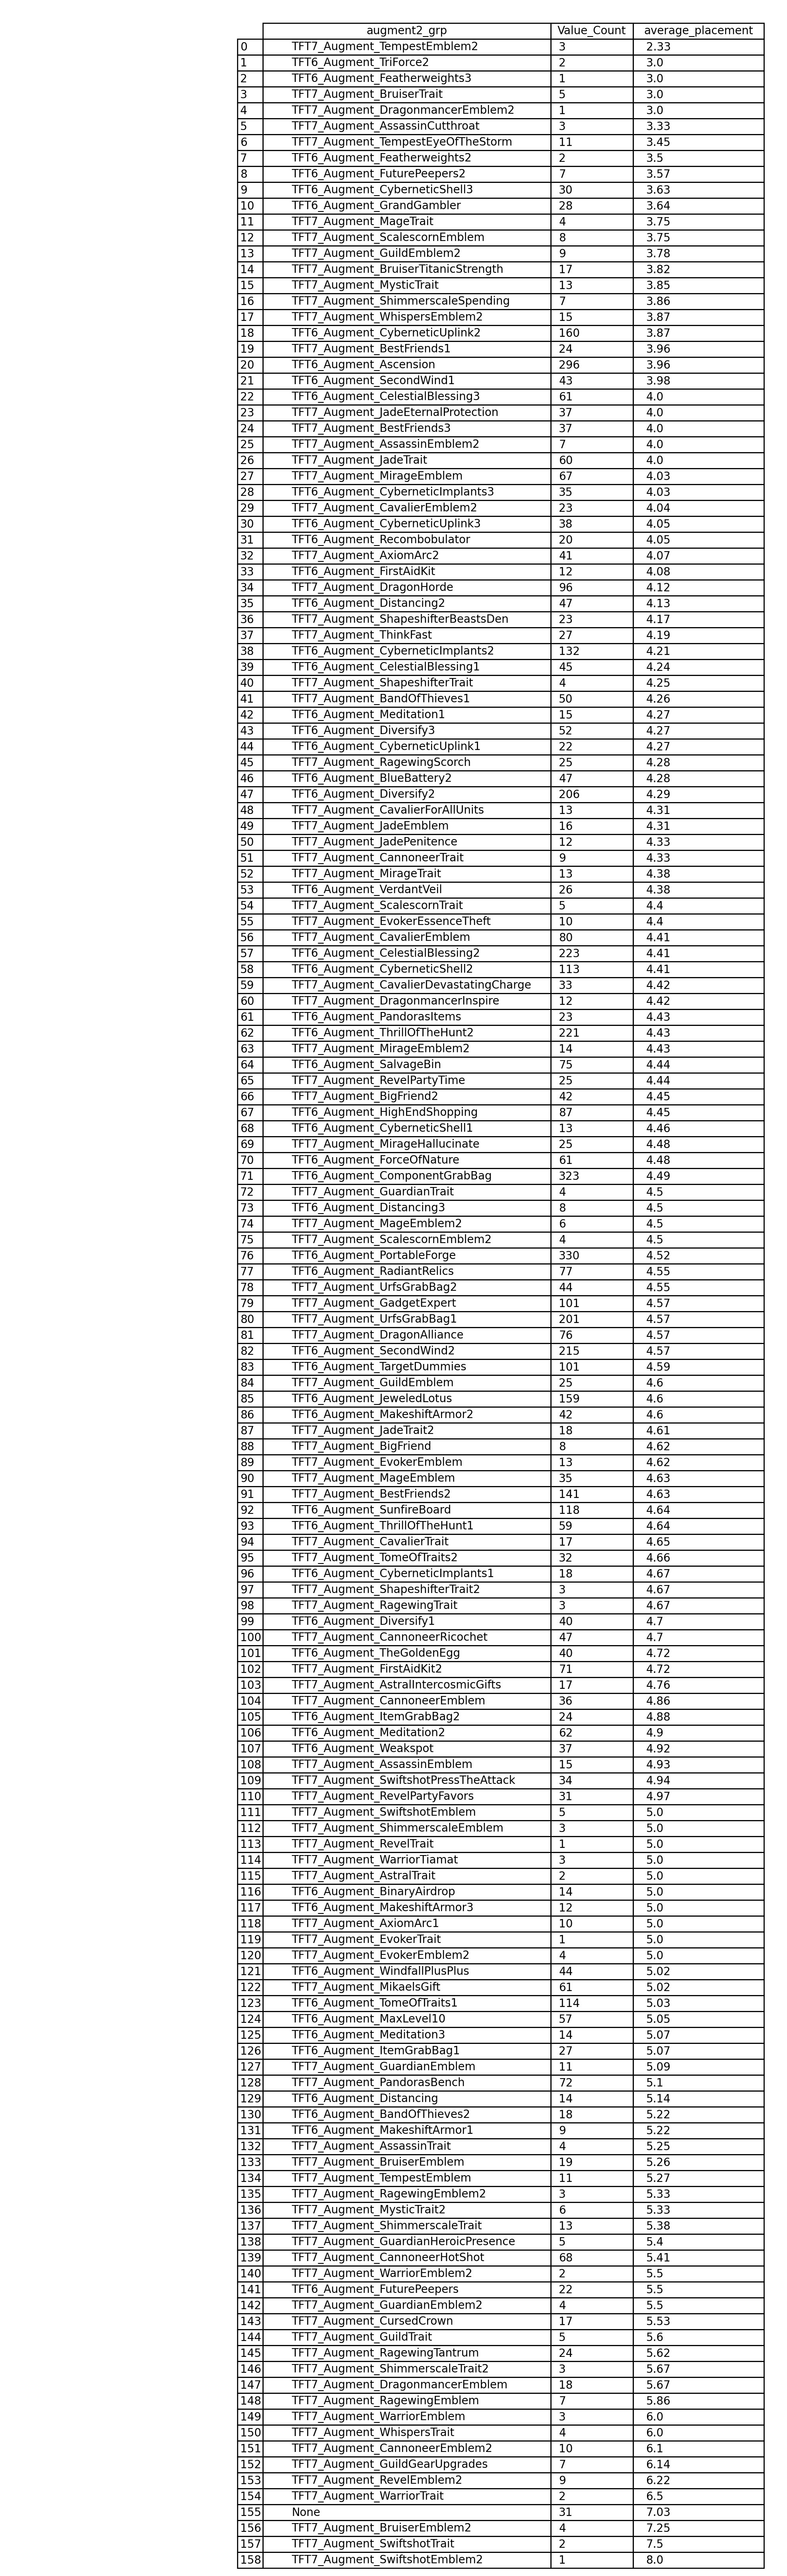 augment2_grp Value_Count average_placement
0 TFT7_Augment_TempestEmblem2 3 2.33
1 TFT6_Augment_TriForce2 2 3.0
2 TFT6_Augment_Featherweights3 1 3.0
3 TFT7_Augment_BruiserTrait 5 3.0
4 TFT7_Augment_DragonmancerEmblem2 1 3.0
5 TFT7_Augment_AssassinCutthroat 3 3.33
6 TFT7_Augment_TempestEyeOfTheStorm 11 3.45
7 TFT6_Augment_Featherweights2 2 3.5
8 TFT7_Augment_FuturePeepers2 7 3.57
9 TFT6_Augment_CyberneticShell3 30 3.63
10 TFT6_Augment_GrandGambler 28 3.64
11 TFT7_Augment_MageTrait 4 3.75
12 TFT7_Augment_ScalescornEmblem 8 3.75
13 TFT7_Augment_GuildEmblem2 9 3.78
14 TFT7_Augment_BruiserTitanicStrength 17 3.82
15 TFT7_Augment_MysticTrait 13 3.85
16 TFT7_Augment_ShimmerscaleSpending 7 3.86
17 TFT7_Augment_WhispersEmblem2 15 3.87
18 TFT6_Augment_CyberneticUplink2 160 3.87
19 TFT7_Augment_BestFriends1 24 3.96
20 TFT6_Augment_Ascension 296 3.96
21 TFT6_Augment_SecondWind1 43 3.98
22 TFT6_Augment_CelestialBlessing3 61 4.0
23 TFT7_Augment_JadeEternalProtection 37 4.0
24 TFT7_Augment_BestFriends3 37 4.0
25 TFT7_Augment_AssassinEmblem2 7 4.0
26 TFT7_Augment_JadeTrait 60 4.0
27 TFT7_Augment_MirageEmblem 67 4.03
28 TFT6_Augment_CyberneticImplants3 35 4.03
29 TFT7_Augment_CavalierEmblem2 23 4.04
30 TFT6_Augment_CyberneticUplink3 38 4.05
31 TFT6_Augment_Recombobulator 20 4.05
32 TFT7_Augment_AxiomArc2 41 4.07
33 TFT6_Augment_FirstAidKit 12 4.08
34 TFT7_Augment_DragonHorde 96 4.12
35 TFT6_Augment_Distancing2 47 4.13
36 TFT7_Augment_ShapeshifterBeastsDen 23 4.17
37 TFT7_Augment_ThinkFast 27 4.19
38 TFT6_Augment_CyberneticImplants2 132 4.21
39 TFT6_Augment_CelestialBlessing1 45 4.24
40 TFT7_Augment_ShapeshifterTrait 4 4.25
41 TFT7_Augment_BandOfThieves1 50 4.26
42 TFT6_Augment_Meditation1 15 4.27
43 TFT6_Augment_Diversify3 52 4.27
44 TFT6_Augment_CyberneticUplink1 22 4.27
45 TFT7_Augment_RagewingScorch 25 4.28
46 TFT6_Augment_BlueBattery2 47 4.28
47 TFT6_Augment_Diversify2 206 4.29
48 TFT7_Augment_CavalierForAllUnits 13 4.31
49 TFT7_Augment_JadeEmblem 16 4.31
50 TFT7_Augment_JadePenitence 12 4.33
51 TFT7_Augment_CannoneerTrait 9 4.33
52 TFT7_Augment_MirageTrait 13 4.38
53 TFT6_Augment_VerdantVeil 26 4.38
54 TFT7_Augment_ScalescornTrait 5 4.4
55 TFT7_Augment_EvokerEssenceTheft 10 4.4
56 TFT7_Augment_CavalierEmblem 80 4.41
57 TFT6_Augment_CelestialBlessing2 223 4.41
58 TFT6_Augment_CyberneticShell2 113 4.41
59 TFT7_Augment_CavalierDevastatingCharge 33 4.42
60 TFT7_Augment_DragonmancerInspire 12 4.42
61 TFT6_Augment_PandorasItems 23 4.43
62 TFT6_Augment_ThrillOfTheHunt2 221 4.43
63 TFT7_Augment_MirageEmblem2 14 4.43
64 TFT6_Augment_SalvageBin 75 4.44
65 TFT7_Augment_RevelPartyTime 25 4.44
66 TFT7_Augment_BigFriend2 42 4.45
67 TFT6_Augment_HighEndShopping 87 4.45
68 TFT6_Augment_CyberneticShell1 13 4.46
69 TFT7_Augment_MirageHallucinate 25 4.48
70 TFT6_Augment_ForceOfNature 61 4.48
71 TFT6_Augment_ComponentGrabBag 323 4.49
72 TFT7_Augment_GuardianTrait 4 4.5
73 TFT6_Augment_Distancing3 8 4.5
74 TFT7_Augment_MageEmblem2 6 4.5
75 TFT7_Augment_ScalescornEmblem2 4 4.5
76 TFT6_Augment_PortableForge 330 4.52
77 TFT6_Augment_RadiantRelics 77 4.55
78 TFT7_Augment_UrfsGrabBag2 44 4.55
79 TFT7_Augment_GadgetExpert 101 4.57
80 TFT7_Augment_UrfsGrabBag1 201 4.57
81 TFT7_Augment_DragonAlliance 76 4.57
82 TFT6_Augment_SecondWind2 215 4.57
83 TFT6_Augment_TargetDummies 101 4.59
84 TFT7_Augment_GuildEmblem 25 4.6
85 TFT6_Augment_JeweledLotus 159 4.6
86 TFT6_Augment_MakeshiftArmor2 42 4.6
87 TFT7_Augment_JadeTrait2 18 4.61
88 TFT7_Augment_BigFriend 8 4.62
89 TFT7_Augment_EvokerEmblem 13 4.62
90 TFT7_Augment_MageEmblem 35 4.63
91 TFT7_Augment_BestFriends2 141 4.63
92 TFT6_Augment_SunfireBoard 118 4.64
93 TFT6_Augment_ThrillOfTheHunt1 59 4.64
94 TFT7_Augment_CavalierTrait 17 4.65
95 TFT7_Augment_TomeOfTraits2 32 4.66
96 TFT6_Augment_CyberneticImplants1 18 4.67
97 TFT7_Augment_ShapeshifterTrait2 3 4.67
98 TFT7_Augment_RagewingTrait 3 4.67
99 TFT6_Augment_Diversify1 40 4.7
100 TFT7_Augment_CannoneerRicochet 47 4.7
101 TFT6_Augment_TheGoldenEgg 40 4.72
102 TFT7_Augment_FirstAidKit2 71 4.72
103 TFT7_Augment_AstralIntercosmicGifts 17 4.76
104 TFT7_Augment_CannoneerEmblem 36 4.86
105 TFT6_Augment_ItemGrabBag2 24 4.88
106 TFT6_Augment_Meditation2 62 4.9
107 TFT6_Augment_Weakspot 37 4.92
108 TFT7_Augment_AssassinEmblem 15 4.93
109 TFT7_Augment_SwiftshotPressTheAttack 34 4.94
110 TFT7_Augment_RevelPartyFavors 31 4.97
111 TFT7_Augment_SwiftshotEmblem 5 5.0
112 TFT7_Augment_ShimmerscaleEmblem 3 5.0
113 TFT7_Augment_RevelTrait 1 5.0
114 TFT7_Augment_WarriorTiamat 3 5.0
115 TFT7_Augment_AstralTrait 2 5.0
116 TFT6_Augment_BinaryAirdrop 14 5.0
117 TFT6_Augment_MakeshiftArmor3 12 5.0
118 TFT7_Augment_AxiomArc1 10 5.0
119 TFT7_Augment_EvokerTrait 1 5.0
120 TFT7_Augment_EvokerEmblem2 4 5.0
121 TFT6_Augment_WindfallPlusPlus 44 5.02
122 TFT7_Augment_MikaelsGift 61 5.02
123 TFT6_Augment_TomeOfTraits1 114 5.03
124 TFT6_Augment_MaxLevel10 57 5.05
125 TFT6_Augment_Meditation3 14 5.07
126 TFT6_Augment_ItemGrabBag1 27 5.07
127 TFT7_Augment_GuardianEmblem 11 5.09
128 TFT7_Augment_PandorasBench 72 5.1
129 TFT6_Augment_Distancing 14 5.14
130 TFT6_Augment_BandOfThieves2 18 5.22
131 TFT6_Augment_MakeshiftArmor1 9 5.22
132 TFT7_Augment_AssassinTrait 4 5.25
133 TFT7_Augment_BruiserEmblem 19 5.26
134 TFT7_Augment_TempestEmblem 11 5.27
135 TFT7_Augment_RagewingEmblem2 3 5.33
136 TFT7_Augment_MysticTrait2 6 5.33
137 TFT7_Augment_ShimmerscaleTrait 13 5.38
138 TFT7_Augment_GuardianHeroicPresence 5 5.4
139 TFT7_Augment_CannoneerHotShot 68 5.41
140 TFT7_Augment_WarriorEmblem2 2 5.5
141 TFT6_Augment_FuturePeepers 22 5.5
142 TFT7_Augment_GuardianEmblem2 4 5.5
143 TFT7_Augment_CursedCrown 17 5.53
144 TFT7_Augment_GuildTrait 5 5.6
145 TFT7_Augment_RagewingTantrum 24 5.62
146 TFT7_Augment_ShimmerscaleTrait2 3 5.67
147 TFT7_Augment_DragonmancerEmblem 18 5.67
148 TFT7_Augment_RagewingEmblem 7 5.86
149 TFT7_Augment_WarriorEmblem 3 6.0
150 TFT7_Augment_WhispersTrait 4 6.0
151 TFT7_Augment_CannoneerEmblem2 10 6.1
152 TFT7_Augment_GuildGearUpgrades 7 6.14
153 TFT7_Augment_RevelEmblem2 9 6.22
154 TFT7_Augment_WarriorTrait 2 6.5
155 None 31 7.03
156 TFT7_Augment_BruiserEmblem2 4 7.25
157 TFT7_Augment_SwiftshotTrait 2 7.5
158 TFT7_Augment_SwiftshotEmblem2 1 8.0